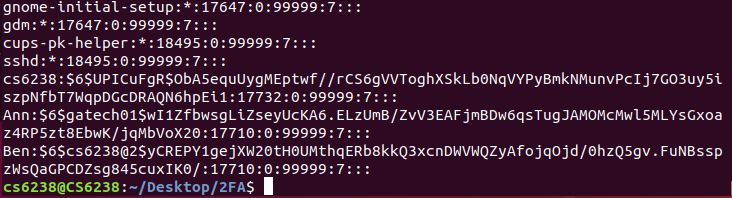 gnome-initial-setup:*:17647:0:99999:7:::
gdm:*:17647:0:99999:7:::
cups-pk-helper:*:18495:0:99999:7:::
sshd:*:18495:0:99999:7:::
cs6238:$6$UPICuFgR$ObA5equUygMEptwf//rCS6gVVToghXSkLb0NqVYPyBmkNMunvPcIj7GO3uy5i
szpNfbT7WqpDGcDRAQN6hpEi1:17732:0:99999:7:::
Ann:$6$gatech01$wI1ZfbwsgLiZseyUcKA6.ELzUmB/ZvV3EAFjmBDw6qsTugJAMOMcMwl5MLYsGxoa
z4RP5zt8EbwK/jqMbVoX20:17710:0:99999:7:::
Ben:$6$cs6238@2$yCREPY1gejXW20tH0UMthqERb8kkQ3xcnDWVWQZyAfojqOjd/0hzQ5gv.FuNBssp
zWsQaGPCDZsg845cuxIK0/:17710:0:99999:7:::
cs6238@CS6238:~/Desktop/2FA$